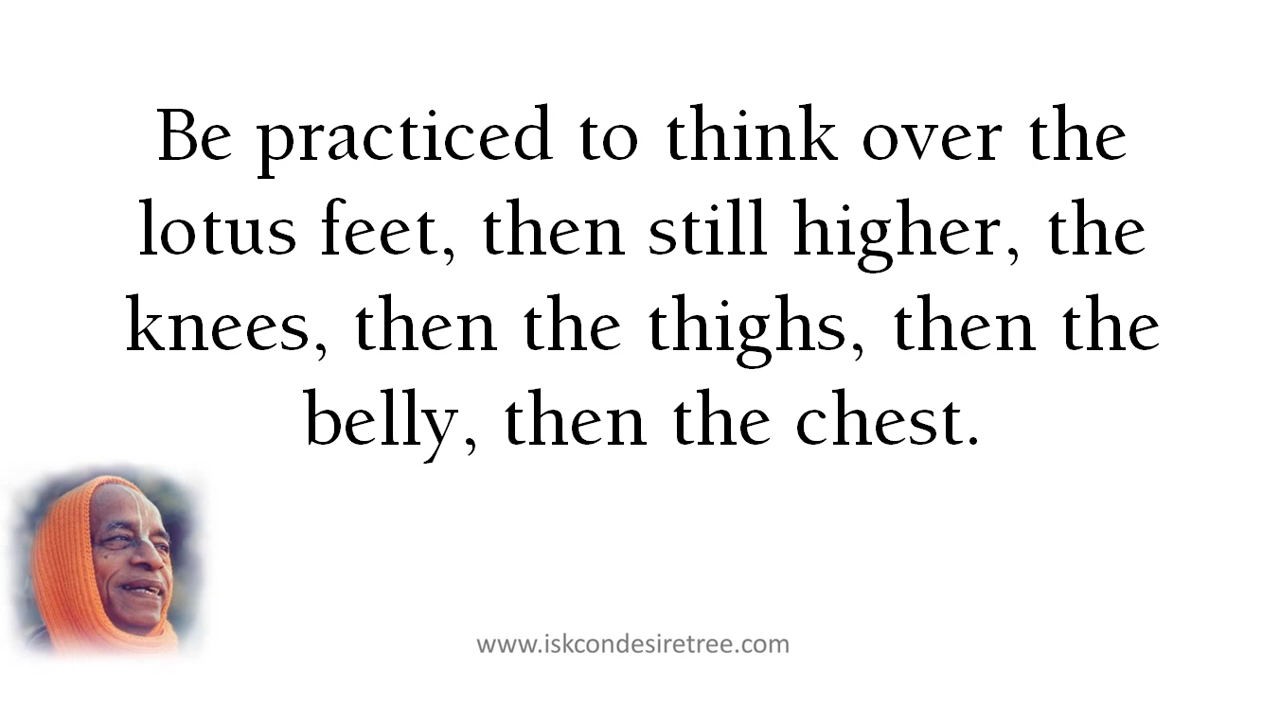 Be practiced to think over the
lotus feet, then still higher, the
knees, then the thighs, then the
belly, then the chest.
www.iskcondesiretree.com